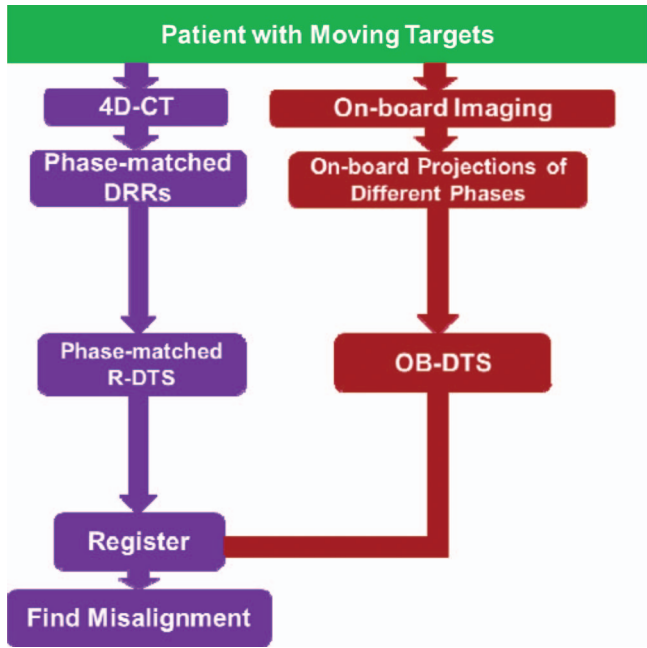 Patient with Moving Targets
4D-CT
On-board Imaging
Phase-matched
DRRs
On-board Projections of
Different Phases
Phase-matched
R-DTS
OB-DTS
Register
Find Misalignment